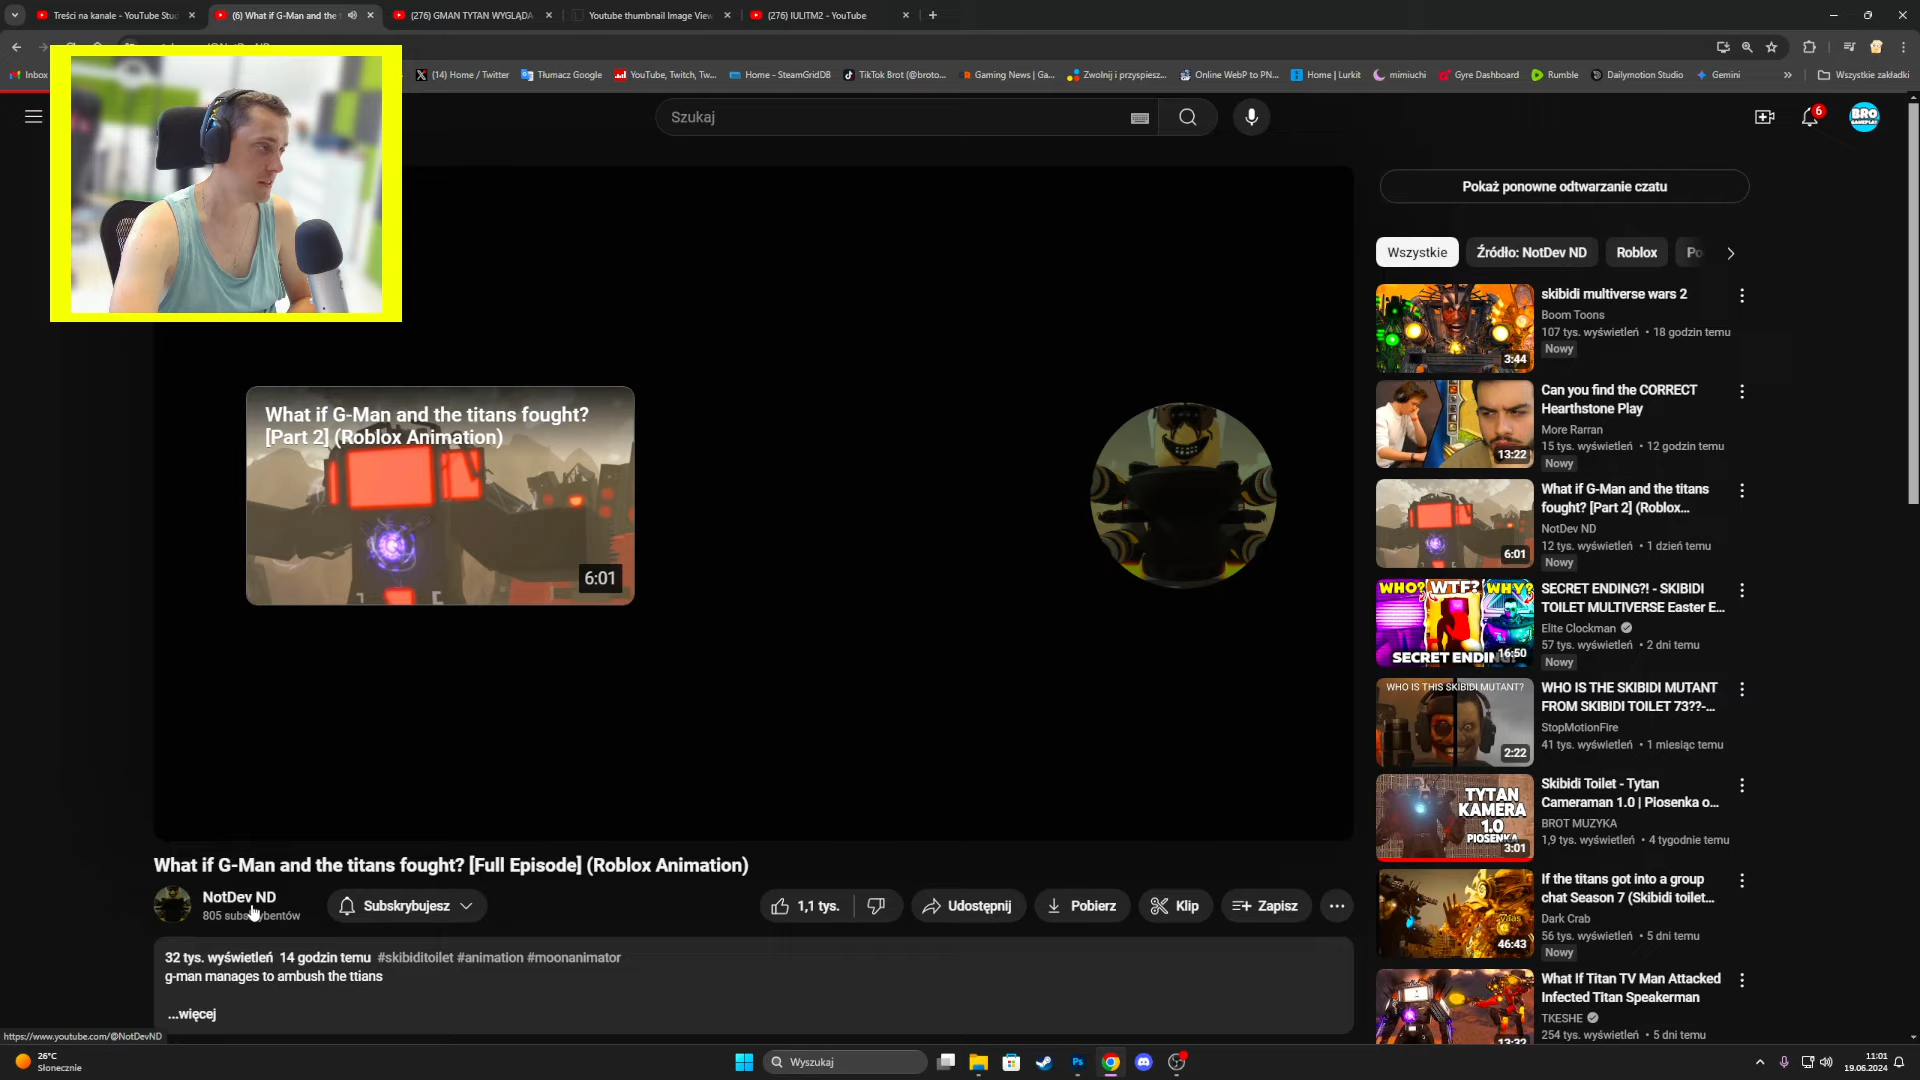 Treści na kanale - YouTube Stu
(6) What if G-Man and the t
(276) GMAN TYTAN WYGLĄDA
Youtube thumbnail Image View
(276) IULITM2 - YouTube
Inbox
(14) Home / Twitter
Tłumacz Google
YouTube, Twitch, Tw...
Home - SteamGridDB
TikTok Brot (@broto...
Gaming News | Ga...
Zwolnij i przyspiesz...
Online WebP to PN...
Home | Lurkit
mimiuchi
Gyre Dashboard
Rumble
Dailymotion Studio
Gemini
Wszystkie zakładki
Szukaj
6
BRO
Pokaż ponowne odtwarzanie czatu
Wszystkie
Źródło: NotDev ND
Roblox
Po
What if G-Man and the titans fought?
[Part 2] (Roblox Animation)
6:01
3:44
skibidi multiverse wars 2
Boom Toons
107 tys. wyświetleń • 18 godzin temu
Nowy
13:22
Can you find the CORRECT
Hearthstone Play
More Rarran
15 tys. wyświetleń • 12 godzin temu
Nowy
6:01
What if G-Man and the titans
fought? [Part 2] (Roblox...
NotDev ND
12 tys. wyświetleń • 1 dzień temu
Nowy
WHO? WTF? WHY?
SECRET ENDING!
16:50
SECRET ENDING?! - SKIBIDI
TOILET MULTIVERSE Easter E...
Elite Clockman
57 tys. wyświetleń • 2 dni temu
Nowy
WHO IS THIS SKIBIDI MUTANT?
2:22
WHO IS THE SKIBIDI MUTANT
FROM SKIBIDI TOILET 73??-...
StopMotionFire
41 tys. wyświetleń • 1 miesiąc temu
TYTAN
KAMERA
1.0
PIOSENKA
3:01
Skibidi Toilet - Tytan
Cameraman 1.0 | Piosenka o...
BROT MUZYKA
1,9 tys. wyświetleń • 4 tygodnie temu
46:43
If the titans got into a group
chat Season 7 (Skibidi toilet...
Dark Crab
56 tys. wyświetleń • 5 dni temu
Nowy
13:32
What If Titan TV Man Attacked
Infected Titan Speakerman
TKESHE
254 tys. wyświetleń • 5 dni temu
What if G-Man and the titans fought? [Full Episode] (Roblox Animation)
NotDev ND
805 subskrybentów
Subskrybujesz
1,1 tys.
Udostępnij
Pobierz
Klip
Zapisz
32 tys. wyświetleń 14 godzin temu #skibiditoilet #animation #moonanimator
g-man manages to ambush the ttians
...więcej
https://www.youtube.com/@NotDevND
26°C
Słonecznie
Wyszukaj
Ps
11:01
19.06.2024